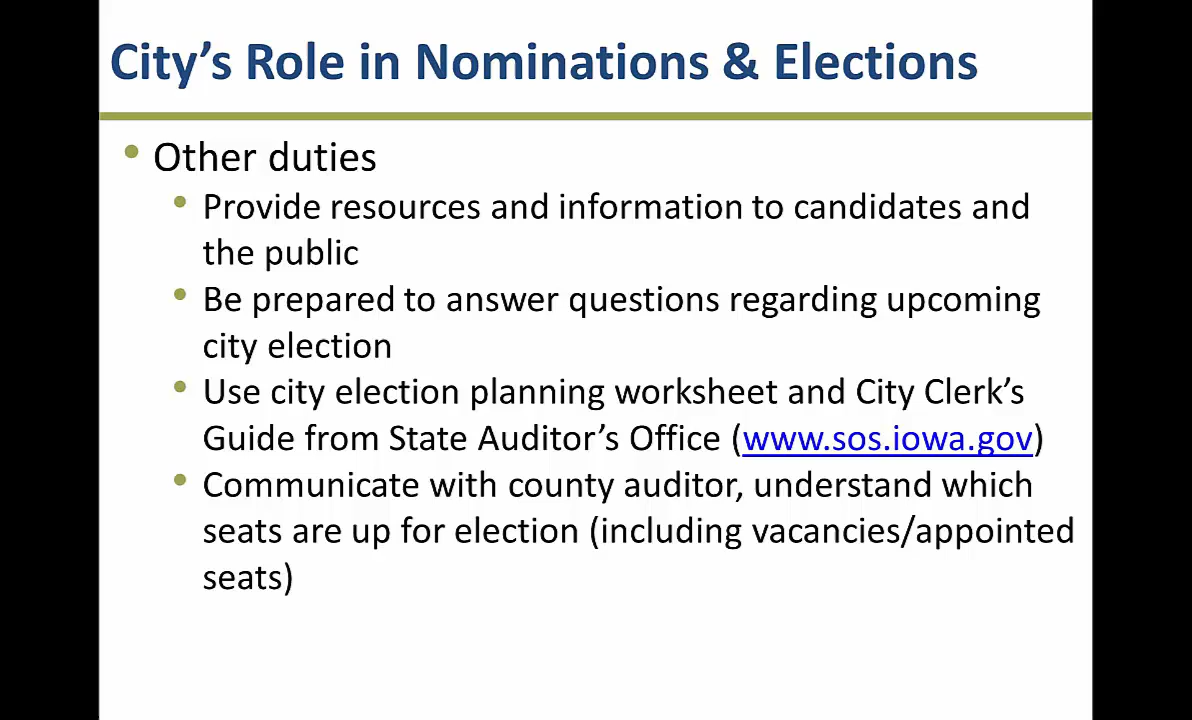 City's Role in Nominations & Elections
• Other duties
• Provide resources and information to candidates and
the public
• Be prepared to answer questions regarding upcoming
city election
• Use city election planning worksheet and City Clerk's
Guide from State Auditor's Office (www.sos.iowa.gov)
• Communicate with county auditor, understand which
seats are up for election (including vacancies/appointed
seats)